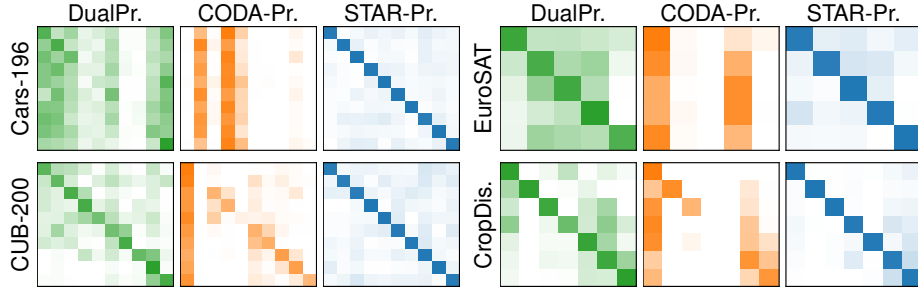 DualPr. CODA-Pr. STAR-Pr. DualPr. CODA-Pr. STAR-Pr.
Cars-196
EuroSAT
CUB-200
CropDis.